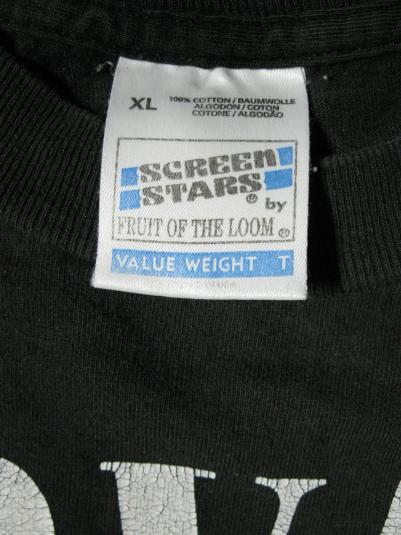 XL
100% COTTON / BAUMWOLLE
ALGODON / COTON
COTONE / ALGODÃO
SCREEN
STARS®
by
FRUIT OF THE LOOM ®
VALUE WEIGHT T